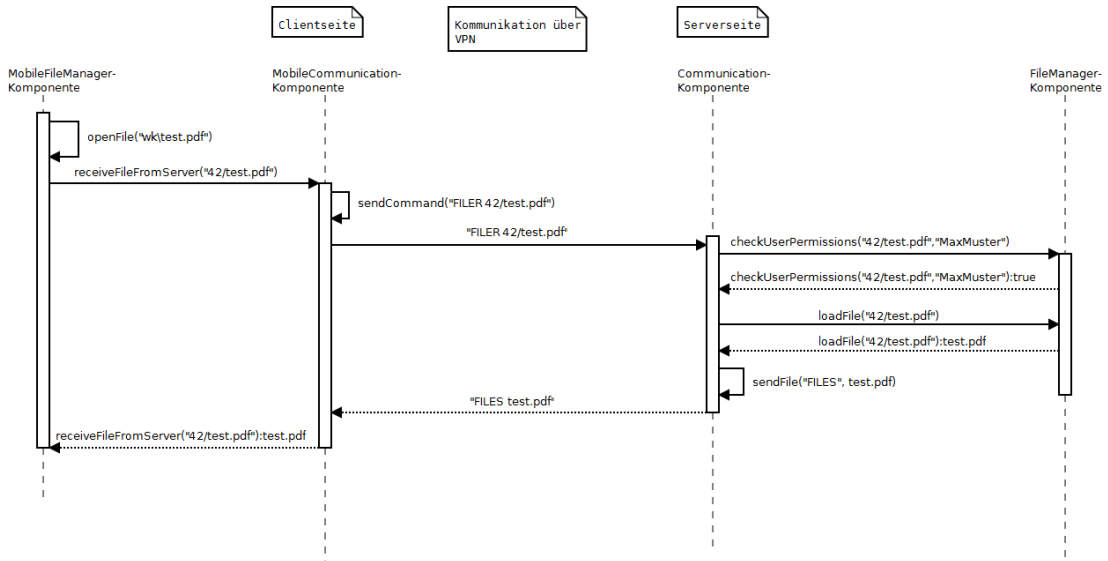 Clientseite
Kommunikation über
VPN
Serverseite
MobileFileManager-
Komponente
MobileCommunication-
Komponente
Communication-
Komponente
FileManager-
Komponente
openFile("wk\test.pdf")
receiveFileFromServer("42/test.pdf")
sendCommand("FILER 42/test.pdf")
"FILER 42/test.pdf"
checkUserPermissions("42/test.pdf","MaxMuster")
checkUserPermissions("42/test.pdf","MaxMuster"):true
loadFile("42/test.pdf")
loadFile("42/test.pdf"):test.pdf
sendFile("FILES", test.pdf)
"FILES test.pdf"
receiveFileFromServer("42/test.pdf"):test.pdf